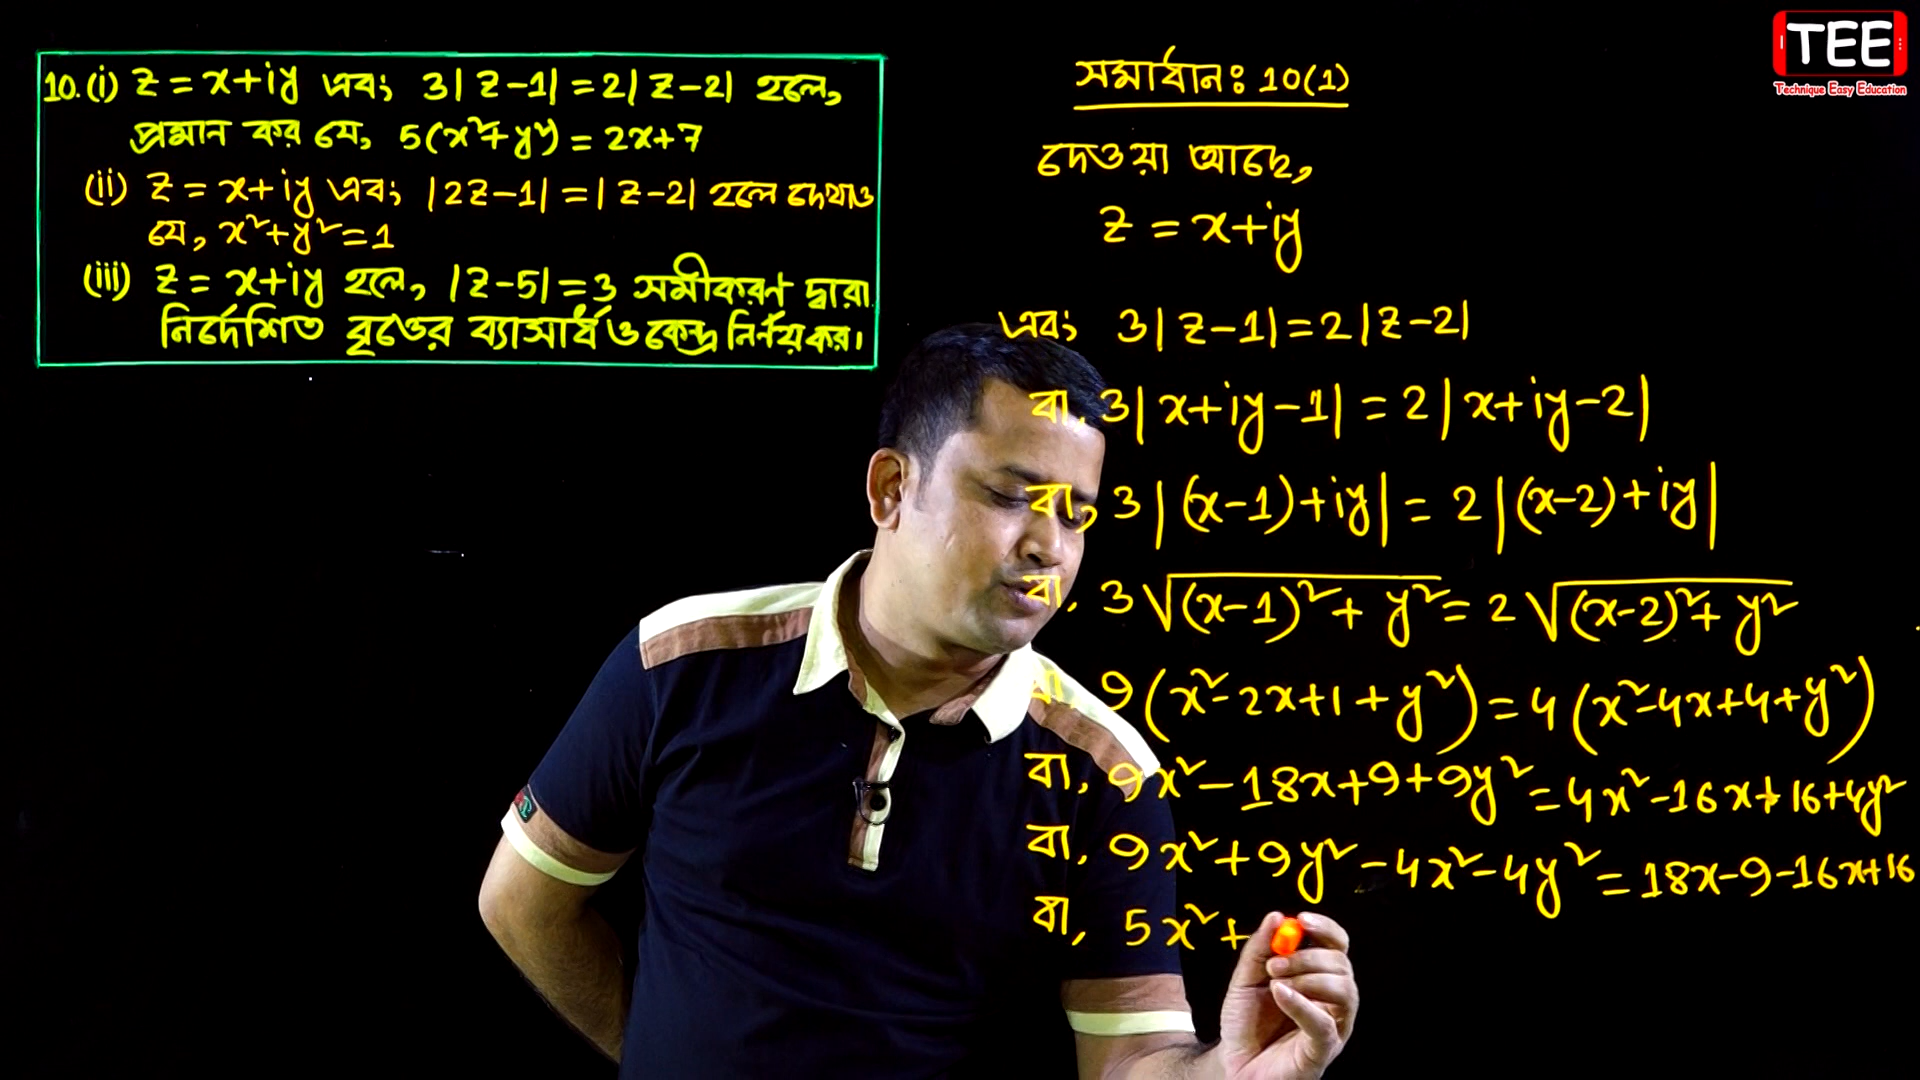 10.(i) z = x+iy এবং 3|z-1| = 2|z-2| হলে,
প্রমান কর যে, 5(x²+y²) = 2x+7
(ii) z = x+iy এবং |2z-1| = |z-2| হলে দেখাও
যে, x²+y²=1
(iii) z = x+iy হলে, |z-5| = 3 সমীকরণ দ্বারা
নির্দেশিত বৃত্তের ব্যাসার্ধ ও কেন্দ্র নির্ণয় কর।
TEE
Technique Easy Education
সমাধান: 10(1)
দেওয়া আছে,
z = x+iy
এবং 3|z-1| = 2|z-2|
বা, 3|x+iy-1| = 2|x+iy-2|
বা, 3|(x-1)+iy| = 2|(x-2)+iy|
বা, 3√(x-1)²+y² = 2√(x-2)²+y²
বা, 9(x²-2x+1+y²) = 4(x²-4x+4+y²)
বা, 9x²-18x+9+9y² = 4x²-16x+16+4y²
বা, 9x²+9y²-4x²-4y² = 18x-9-16x+16
বা, 5x²+